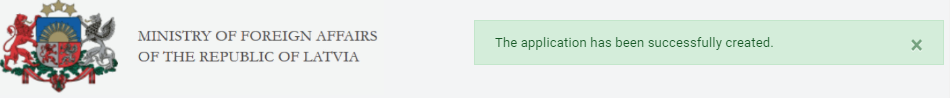 MINISTRY OF FOREIGN AFFAIRS
OF THE REPUBLIC OF LATVIA
The application has been successfully created.